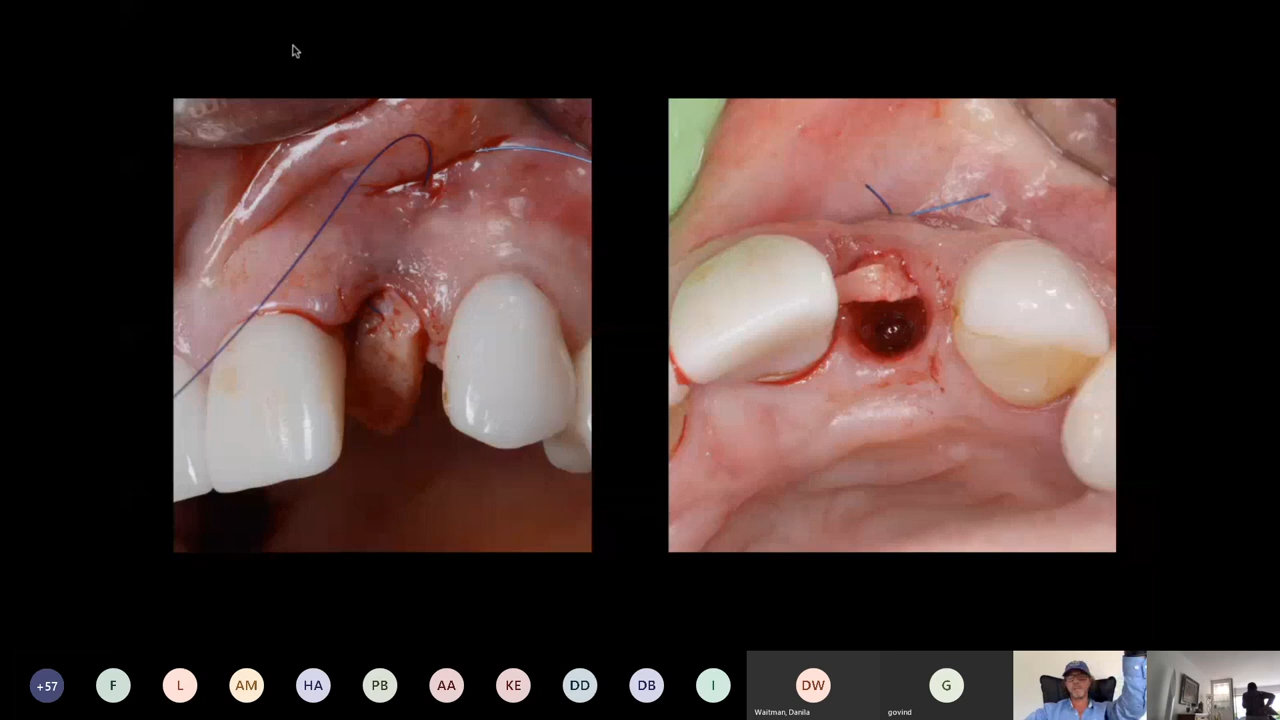 +57
F
L
AM
HA
PB
AA
KE
DD
DB
I
DW
Waitman, Danila
G
govind